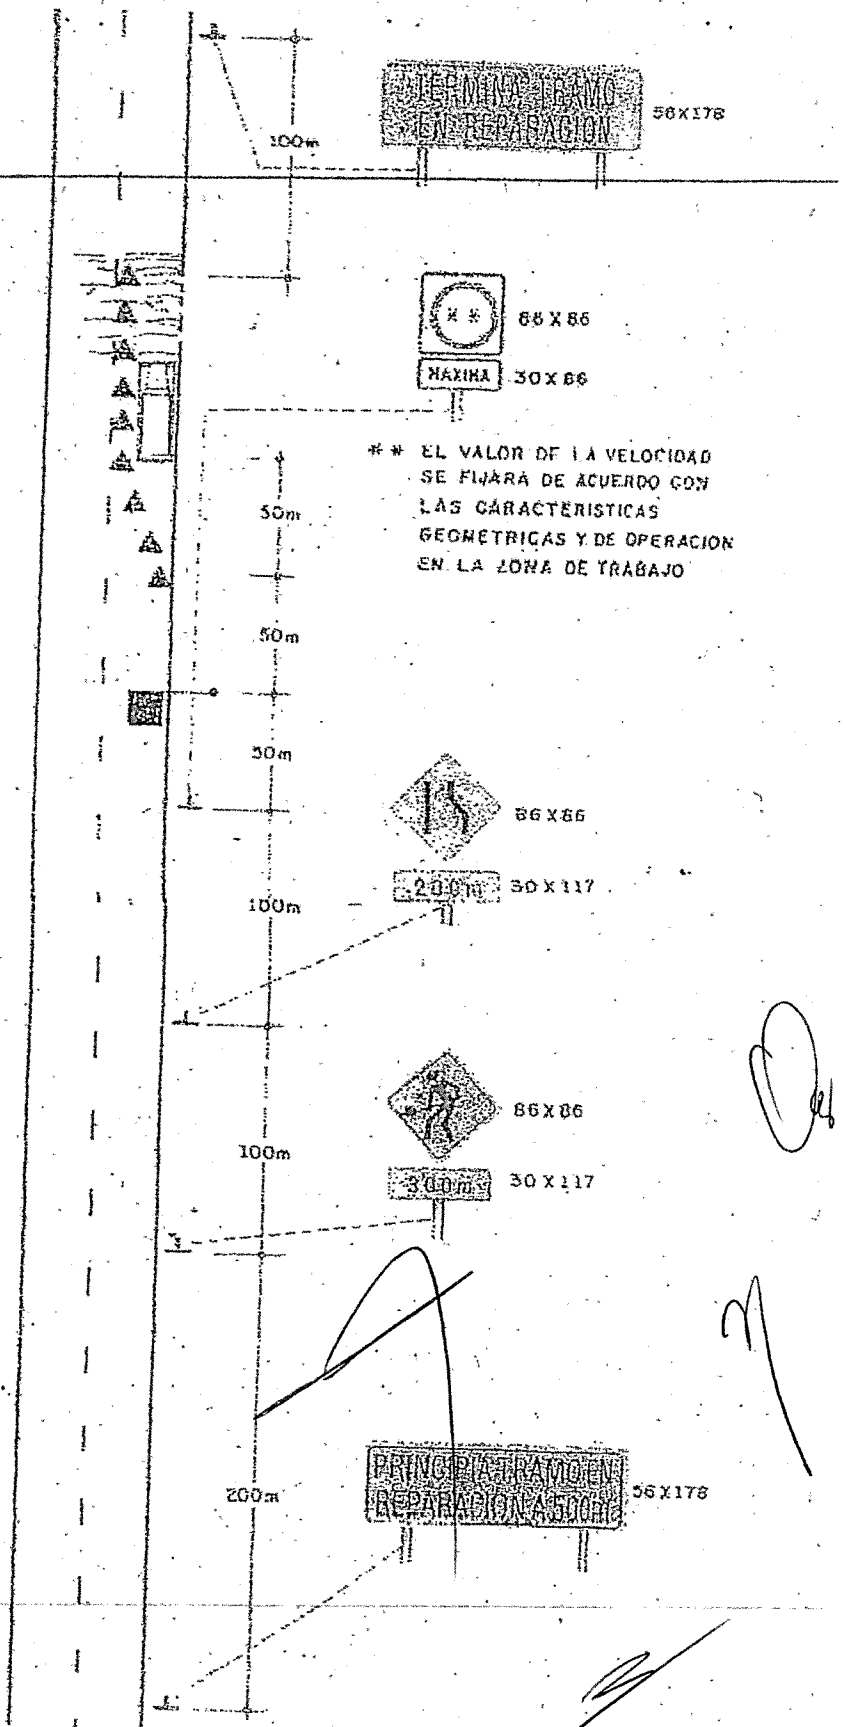 TERMINA TRAMO
EN REPARACION
56X178
100m
* *
86X86
MAXIMA
30X86
* * EL VALOR DE LA VELOCIDAD
SE FIJARA DE ACUERDO CON
LAS CARACTERISTICAS
GEOMETRICAS Y DE OPERACION
EN LA ZONA DE TRABAJO
50m
50m
50m
86X86
200m
30X117
100m
86X86
100m
300m
30X117
PRINCIPIA TRAMO EN
REPARACION A 500m
56X178
200m